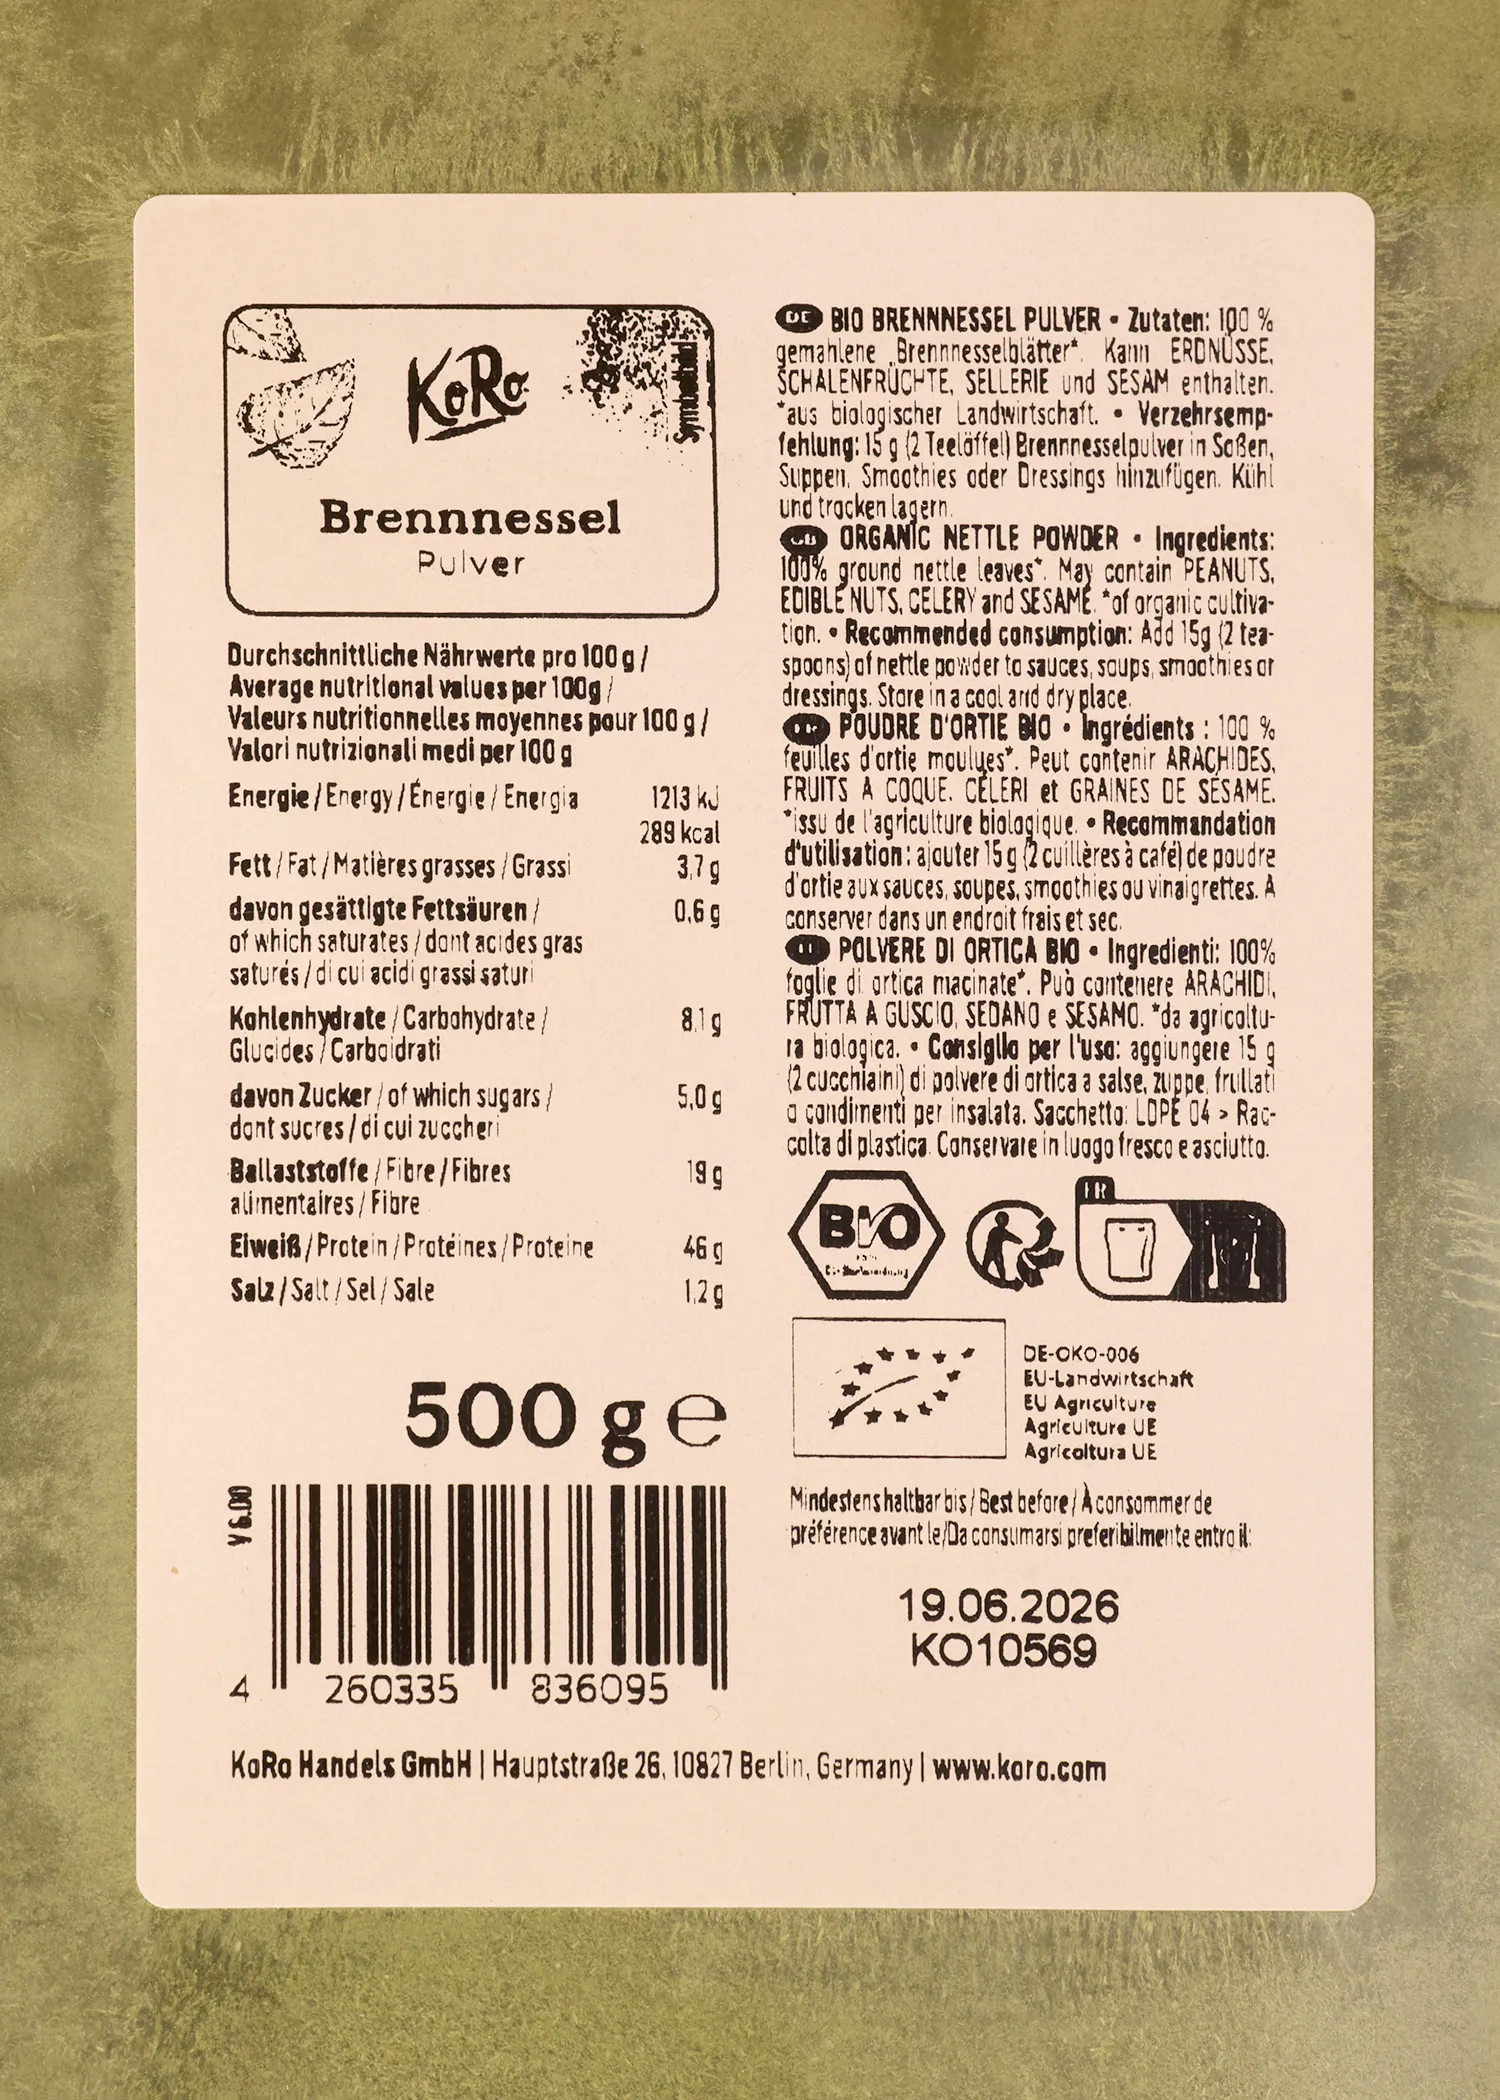 KoRo
Symbolbild
Brennnessel
Pulver
Durchschnittliche Nährwerte pro 100 g /
Average nutritional values per 100g /
Valeurs nutritionnelles moyennes pour 100 g /
Valori nutrizionali medi per 100 g
Energie / Energy / Énergie / Energia 1213 kJ
289 kcal
Fett / Fat / Matières grasses / Grassi 3,7 g
davon gesättigte Fettsäuren / 0,6 g
of which saturates / dont acides gras
saturés / di cui acidi grassi saturi
Kohlenhydrate / Carbohydrate / 8,1 g
Glucides / Carboidrati
davon Zucker / of which sugars / 5,0 g
dont sucres / di cui zuccheri
Ballaststoffe / Fibre / Fibres 19 g
alimentaires / Fibre
Eiweiß / Protein / Protéines / Proteine 46 g
Salz / Salt / Sel / Sale 1,2 g
500 g e
V 6.00
4 260335 836095
DE BIO BRENNNESSEL PULVER • Zutaten: 100 %
gemahlene Brennnesselblätter*. Kann ERDNÜSSE,
SCHALENFRÜCHTE, SELLERIE und SESAM enthalten.
*aus biologischer Landwirtschaft. • Verzehrsemp-
fehlung: 15 g (2 Teelöffel) Brennnesselpulver in Soßen,
Suppen, Smoothies oder Dressings hinzufügen. Kühl
und trocken lagern.
GB ORGANIC NETTLE POWDER • Ingredients:
100% ground nettle leaves*. May contain PEANUTS,
EDIBLE NUTS, CELERY and SESAME. *of organic cultiva-
tion. • Recommended consumption: Add 15g (2 tea-
spoons) of nettle powder to sauces, soups, smoothies or
dressings. Store in a cool and dry place.
FR POUDRE D'ORTIE BIO • Ingrédients : 100 %
feuilles d'ortie moulues*. Peut contenir ARACHIDES,
FRUITS À COQUE, CÉLERI et GRAINES DE SÉSAME.
*issu de l'agriculture biologique. • Recommandation
d'utilisation : ajouter 15 g (2 cuillères à café) de poudre
d'ortie aux sauces, soupes, smoothies ou vinaigrettes. À
conserver dans un endroit frais et sec.
IT POLVERE DI ORTICA BIO • Ingredienti: 100%
foglie di ortica macinate*. Può contenere ARACHIDI,
FRUTTA A GUSCIO, SEDANO e SESAMO. *da agricoltu-
ra biologica. • Consiglio per l'uso: aggiungere 15 g
(2 cucchiaini) di polvere di ortica a salse, zuppe, frullati
o condimenti per insalata. Sacchetto: LDPE 04 > Rac-
colta di plastica. Conservare in luogo fresco e asciutto.
BIO
FR
DE-ÖKO-006
EU-Landwirtschaft
EU Agriculture
Agriculture UE
Agricoltura UE
Mindestens haltbar bis / Best before / À consommer de
préférence avant le/Da consumarsi preferibilmente entro il:
19.06.2026
KO10569
KoRo Handels GmbH | Hauptstraße 26, 10827 Berlin, Germany | www.koro.com